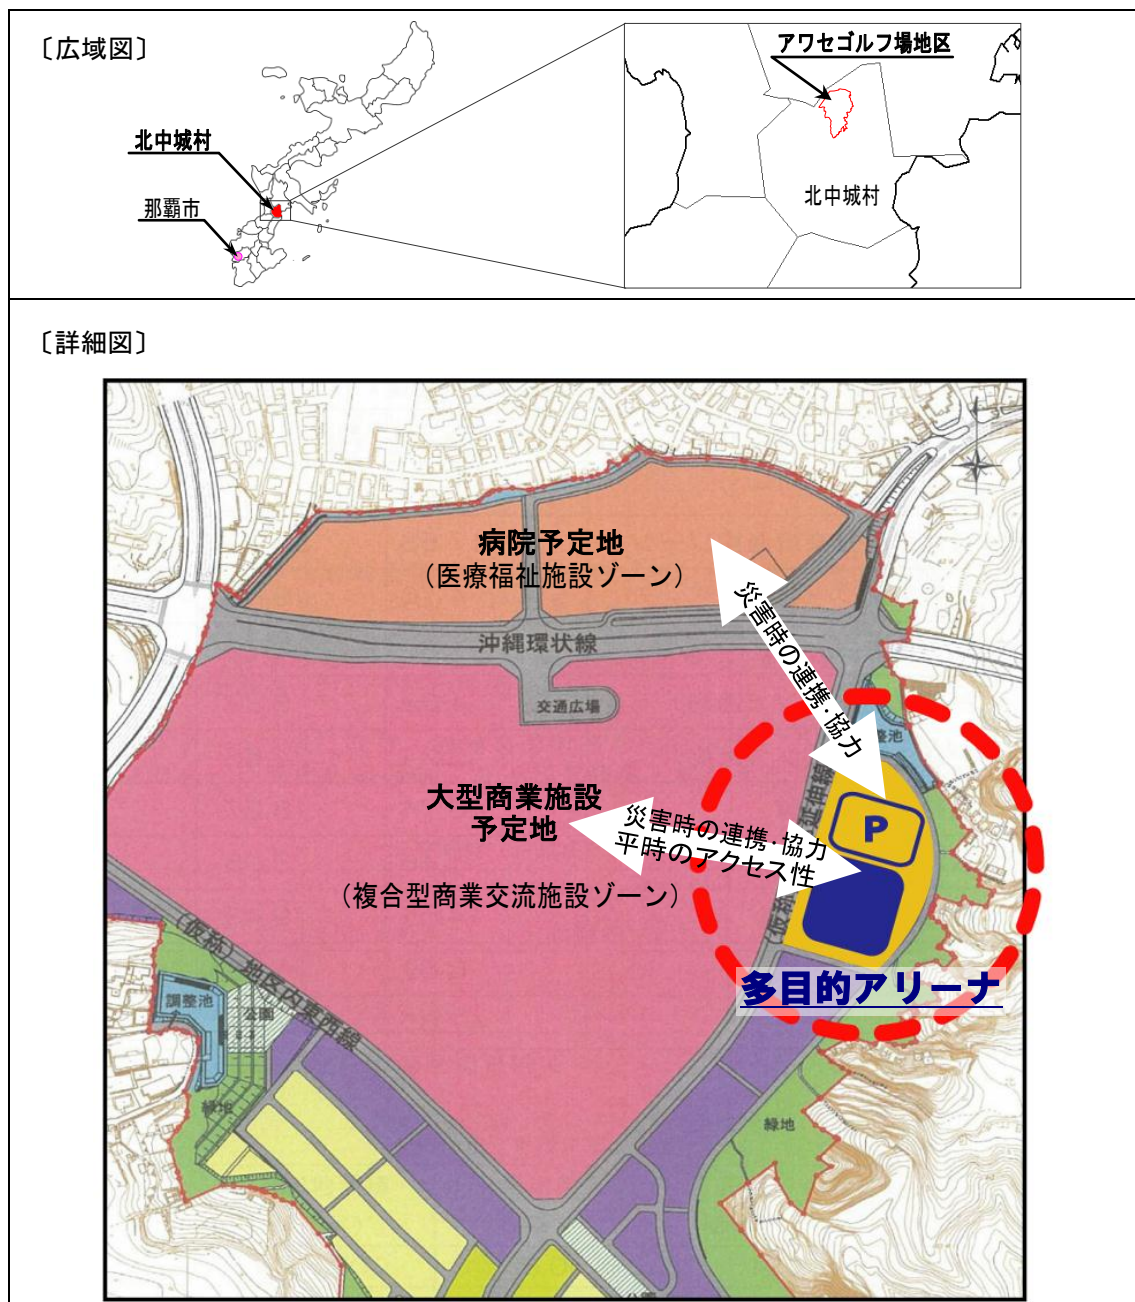 〔広域図〕
アワセゴルフ場地区
北中城村
那覇市
北中城村
〔詳細図〕
病院予定地
（医療福祉施設ゾーン）
災害時の連携・協力
沖縄環状線
交通広場
整池
大型商業施設
予定地
災害時の連携・協力
平時のアクセス性
P
（複合型商業交流施設ゾーン）
（仮称
（仮称）地区内東西線
多目的アリーナ
調整池
公園
緑地
緑地